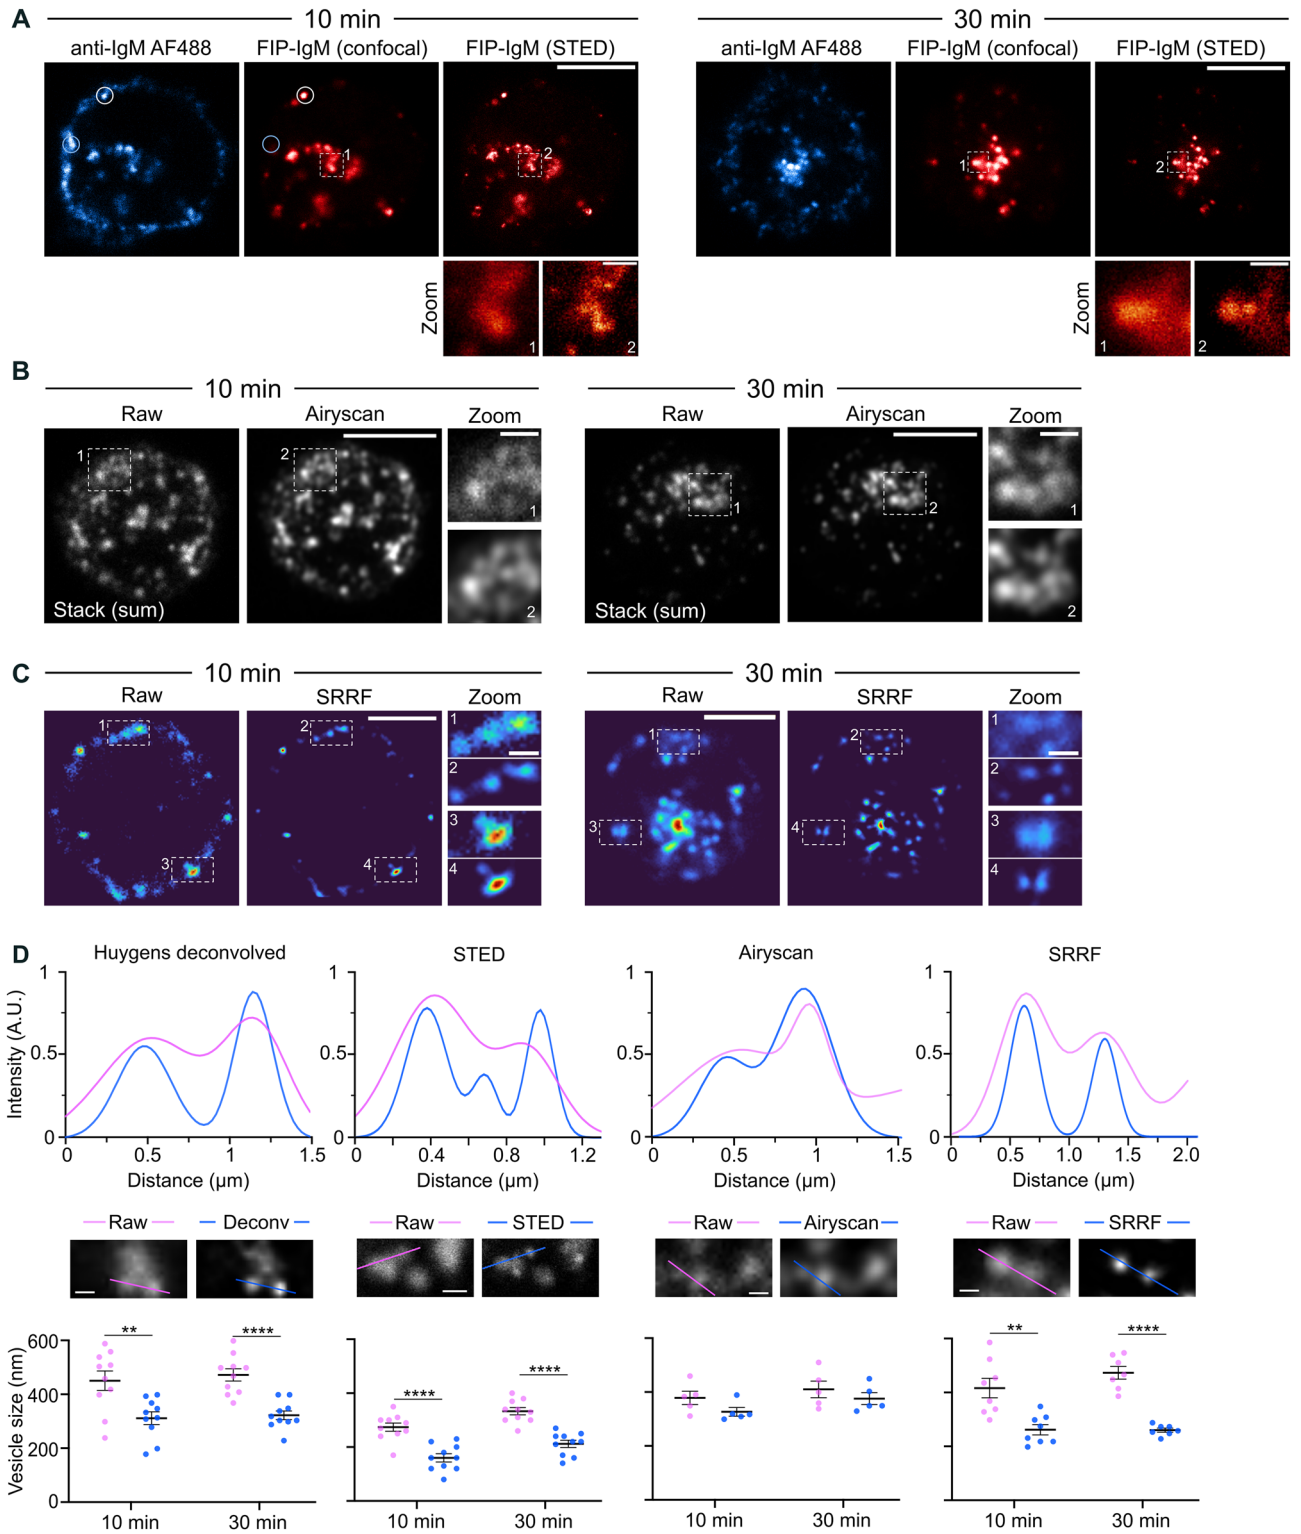 A
10 min
30 min
anti-IgM AF488
FIP-IgM (confocal)
FIP-IgM (STED)
anti-IgM AF488
FIP-IgM (confocal)
FIP-IgM (STED)
1
2
1
2
Zoom
1
2
Zoom
1
2
B
10 min
30 min
Raw
Airyscan
Zoom
Raw
Airyscan
Zoom
1
2
1
2
1
2
1
2
Stack (sum)
Stack (sum)
C
10 min
30 min
Raw
SRRF
Zoom
Raw
SRRF
Zoom
1
2
1
2
3
4
3
4
1
2
1
2
3
4
3
4
D
Huygens deconvolved
STED
Airyscan
SRRF
Intensity (A.U.)
1
0.5
0
0
0.5
1
1.5
Distance (µm)
1
0.5
0
0
0.4
0.8
1.2
Distance (µm)
1
0.5
0
0
0.5
1
1.5
Distance (µm)
1
0.5
0
0
0.5
1.0
1.5
2.0
Distance (µm)
Raw
Deconv
Raw
STED
Raw
Airyscan
Raw
SRRF
Vesicle size (nm)
600
400
200
0
**
****
10 min
30 min
****
****
10 min
30 min
10 min
30 min
**
****
10 min
30 min